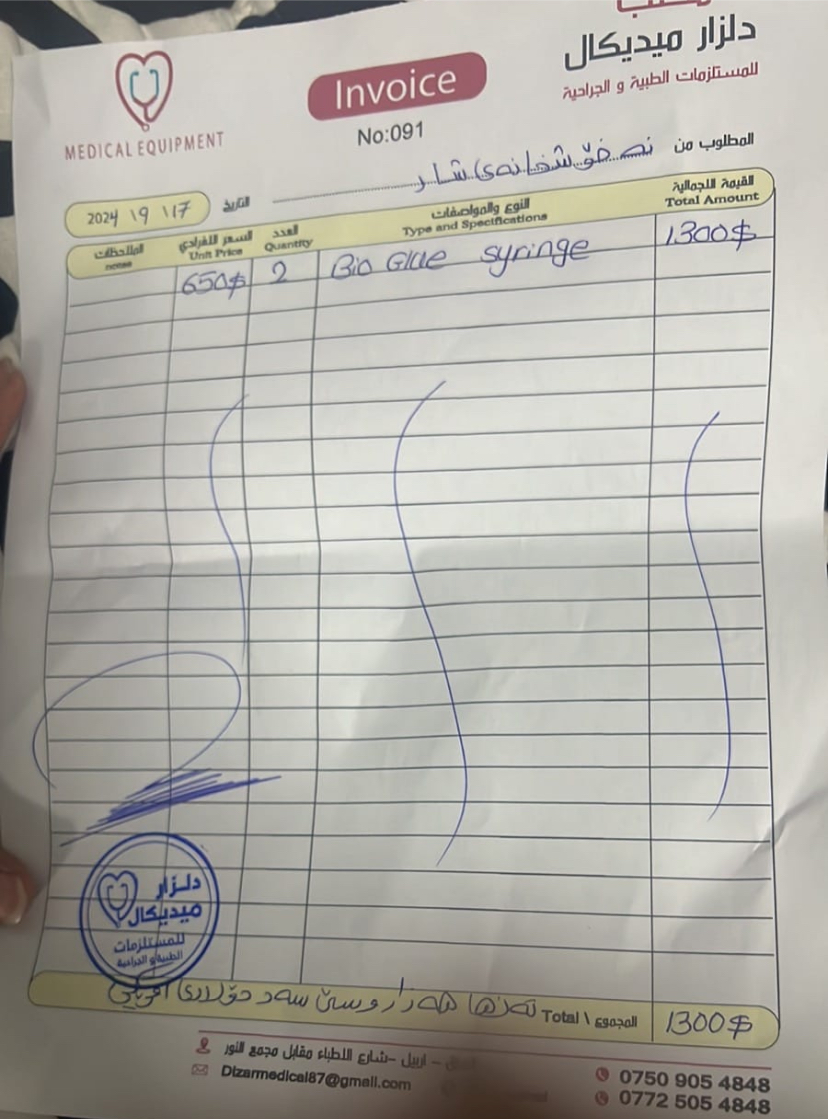 مكتب
دلزار ميديكال
للمستلزمات الطبية و الجراحية
Invoice
No:091
MEDICAL EQUIPMENT
المطلوب من نەخۆشخانەی شار
التاريخ 2024 \ 9 \ 17
الملاحظات السعر الافرادي العدد النوع والمواصفات القيمة الاجمالية
notes Unit Price Quantity Type and Specifications Total Amount
650$ 2 Bio Glue syringe 1300$
دلزار
ميديكال
للمستلزمات
الطبية و الجراحية
المجموع \ Total تەنها هەزار و سێ سەد دۆلاری ئەمریکی 1300$
اربيل - شارع الاطباء مقابل مجمع النور
Dlzarmedical87@gmail.com
0750 905 4848
0772 505 4848